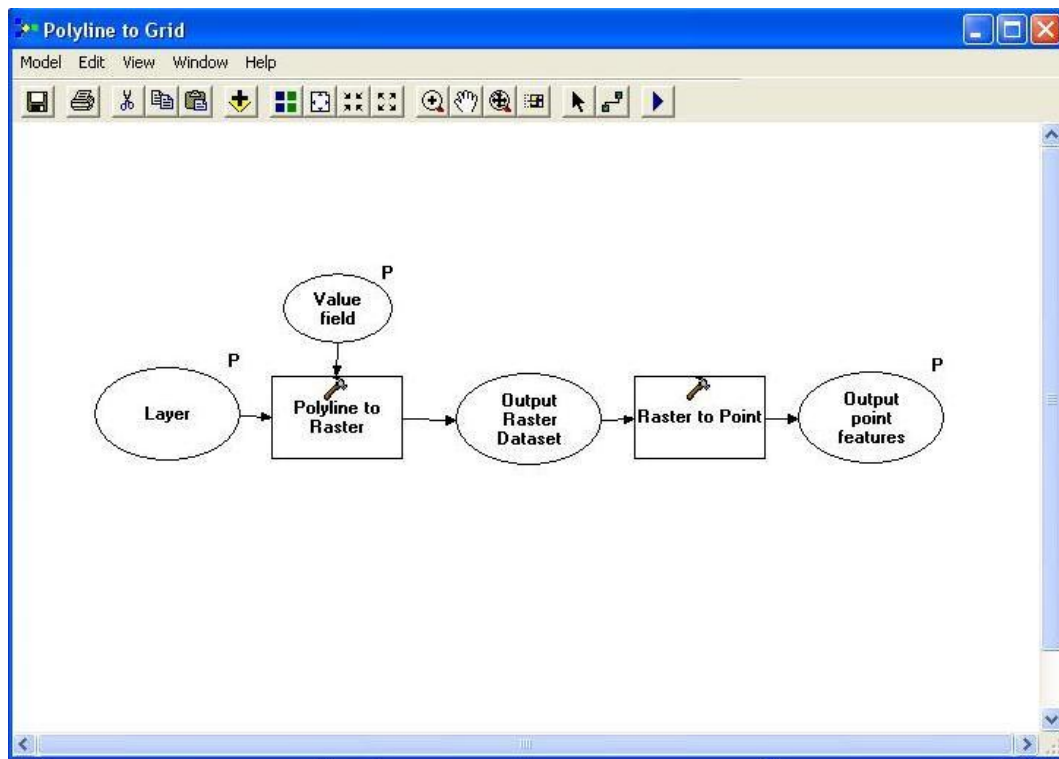 Polyline to Grid
Model Edit View Window Help
P
Value
field
P
Layer
Polyline to
Raster
Output
Raster
Dataset
Raster to Point
P
Output
point
features